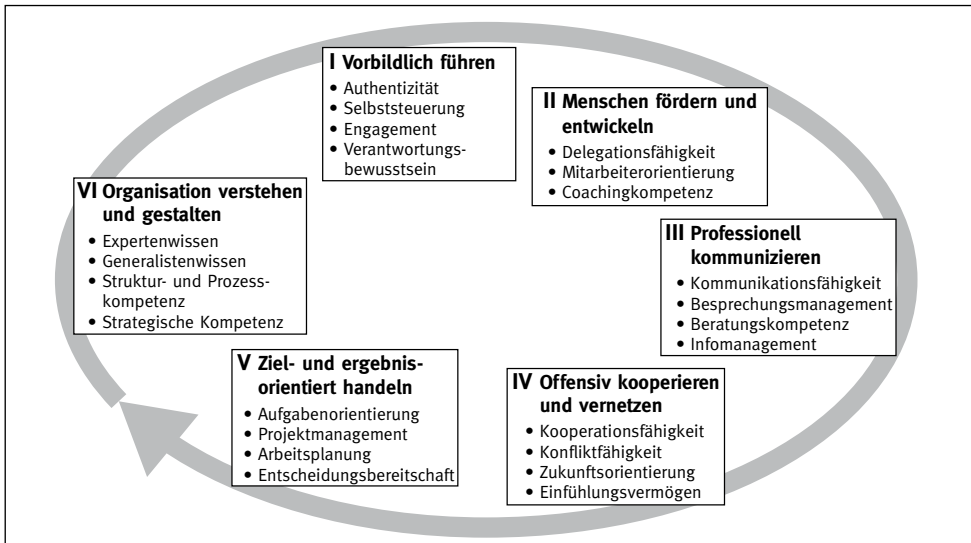 I Vorbildlich führen
• Authentizität
• Selbststeuerung
• Engagement
• Verantwortungs-
bewusstsein
II Menschen fördern und
entwickeln
• Delegationsfähigkeit
• Mitarbeiterorientierung
• Coachingkompetenz
III Professionell
kommunizieren
• Kommunikationsfähigkeit
• Besprechungsmanagement
• Beratungskompetenz
• Infomanagement
IV Offensiv kooperieren
und vernetzen
• Kooperationsfähigkeit
• Konfliktfähigkeit
• Zukunftsorientierung
• Einfühlungsvermögen
V Ziel- und ergebnis-
orientiert handeln
• Aufgabenorientierung
• Projektmanagement
• Arbeitsplanung
• Entscheidungsbereitschaft
VI Organisation verstehen
und gestalten
• Expertenwissen
• Generalistenwissen
• Struktur- und Prozess-
kompetenz
• Strategische Kompetenz